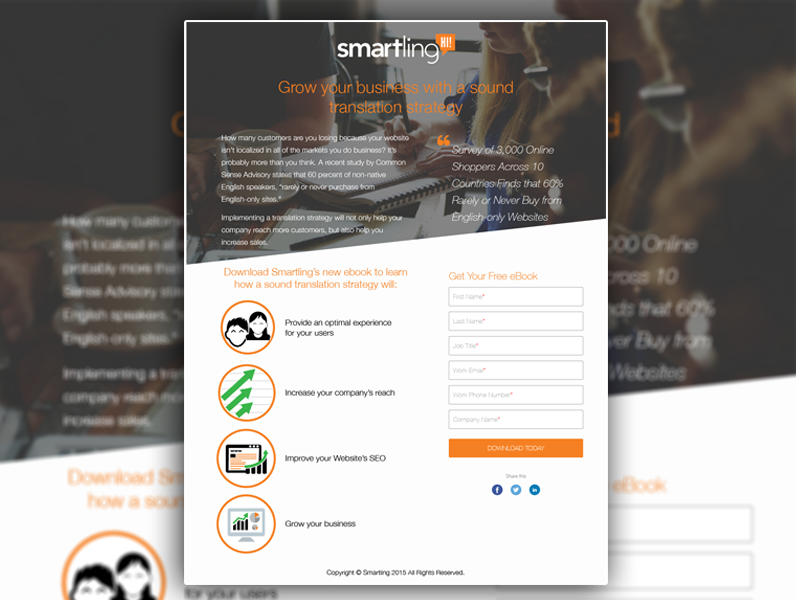 smartling HI!
Grow your business with a sound
translation strategy
How many customers are you losing because your website
isn't localized in all of the markets you do business? It's
probably more than you think. A recent study by Common
Sense Advisory states that 60 percent of non-native
English speakers, "rarely or never purchase from
English-only sites."
Implementing a translation strategy will not only help your
company reach more customers, but also help you
increase sales.
“
Survey of 3,000 Online
Shoppers Across 10
Countries Finds that 60%
Rarely or Never Buy from
English-only Websites
Download Smartling's new ebook to learn
how a sound translation strategy will:
Provide an optimal experience
for your users
Increase your company's reach
Improve your Website's SEO
Grow your business
Get Your Free eBook
First Name*
Last Name*
Job Title*
Work Email*
Work Phone Number*
Company Name*
DOWNLOAD TODAY
Share this
Copyright © Smartling 2015 All Rights Reserved.